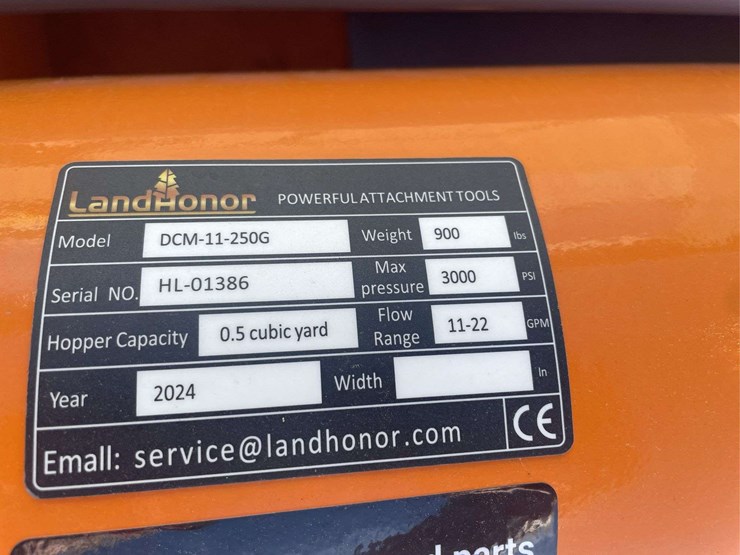 LandHonor POWERFUL ATTACHMENT TOOLS
Model DCM-11-250G Weight 900 lbs
Serial NO. HL-01386 Max pressure 3000 PSI
Hopper Capacity 0.5 cubic yard Flow Range 11-22 GPM
Year 2024 Width In
Emall: service@landhonor.com CE
parts